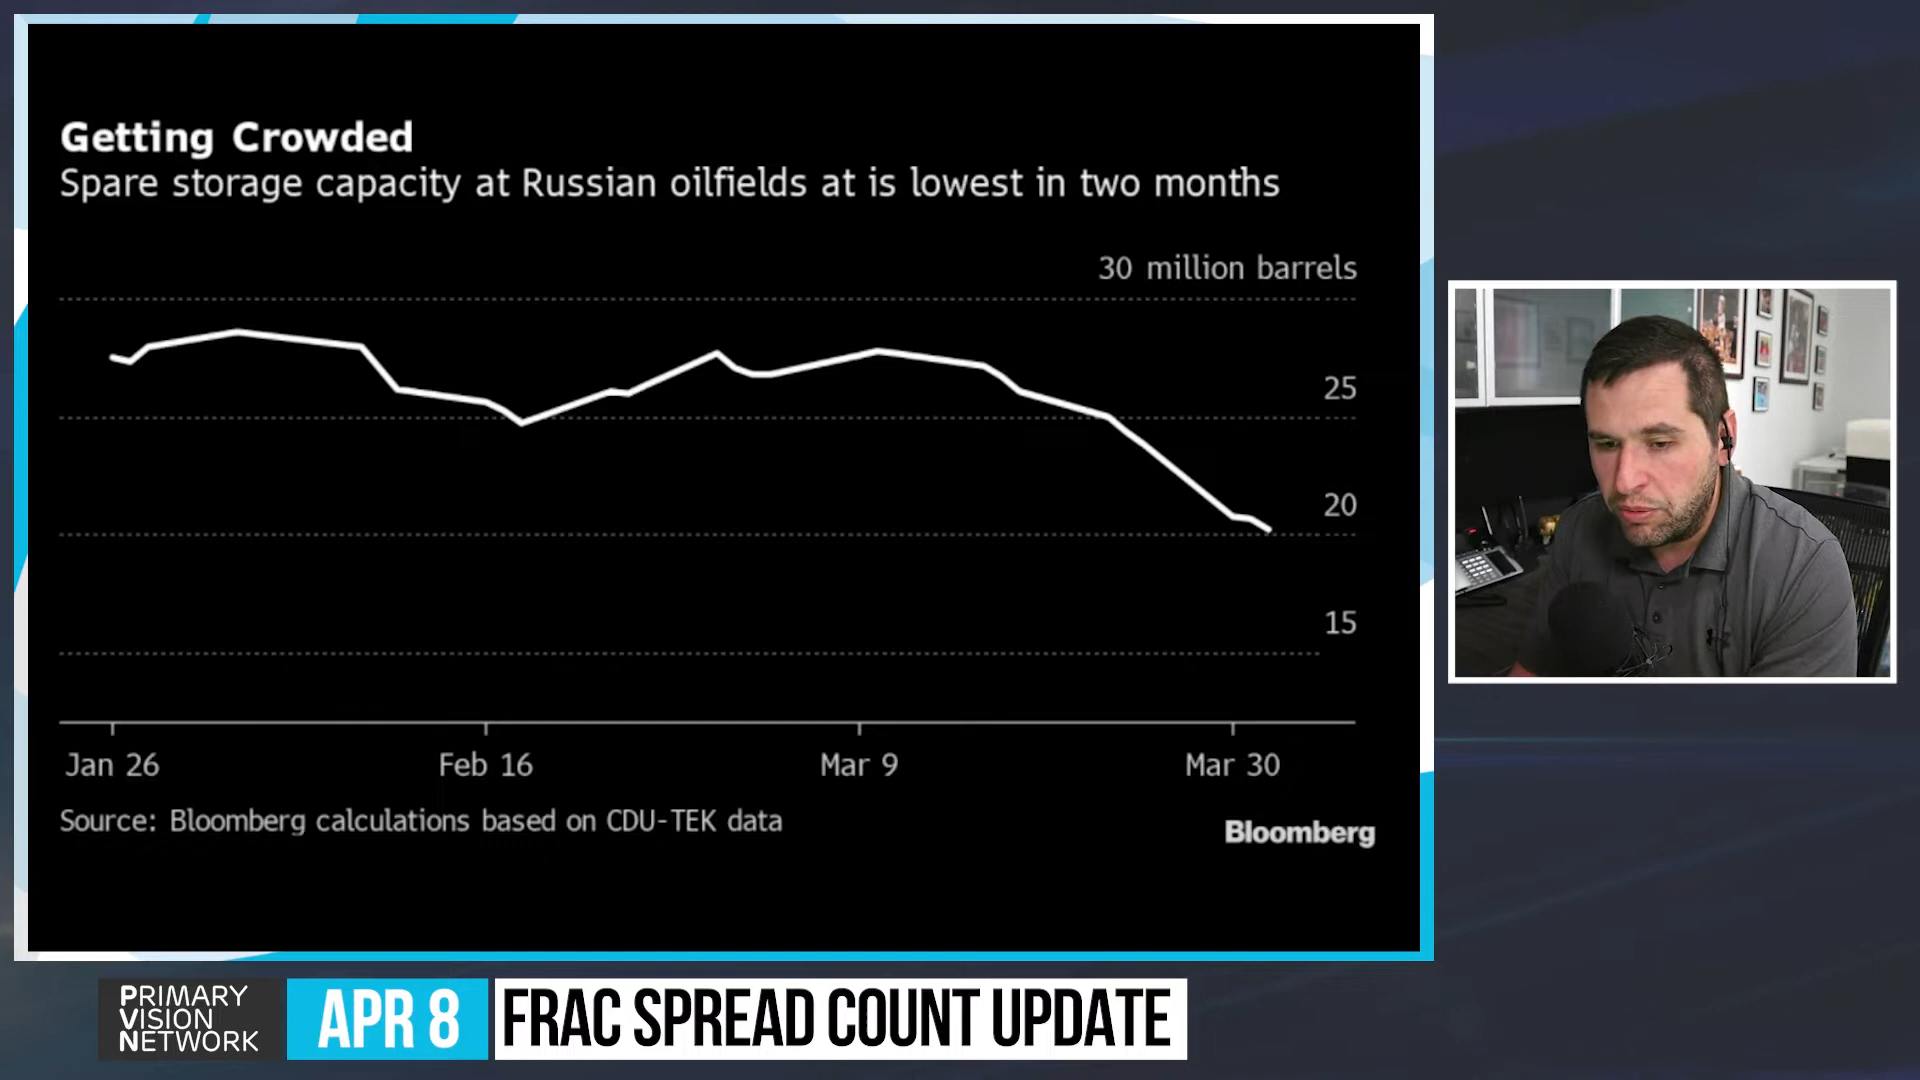 Getting Crowded
Spare storage capacity at Russian oilfields at is lowest in two months
30 million barrels
25
20
15
Jan 26 Feb 16 Mar 9 Mar 30
Source: Bloomberg calculations based on CDU-TEK data
Bloomberg
PRIMARY
VISION
NETWORK
APR 8
FRAC SPREAD COUNT UPDATE